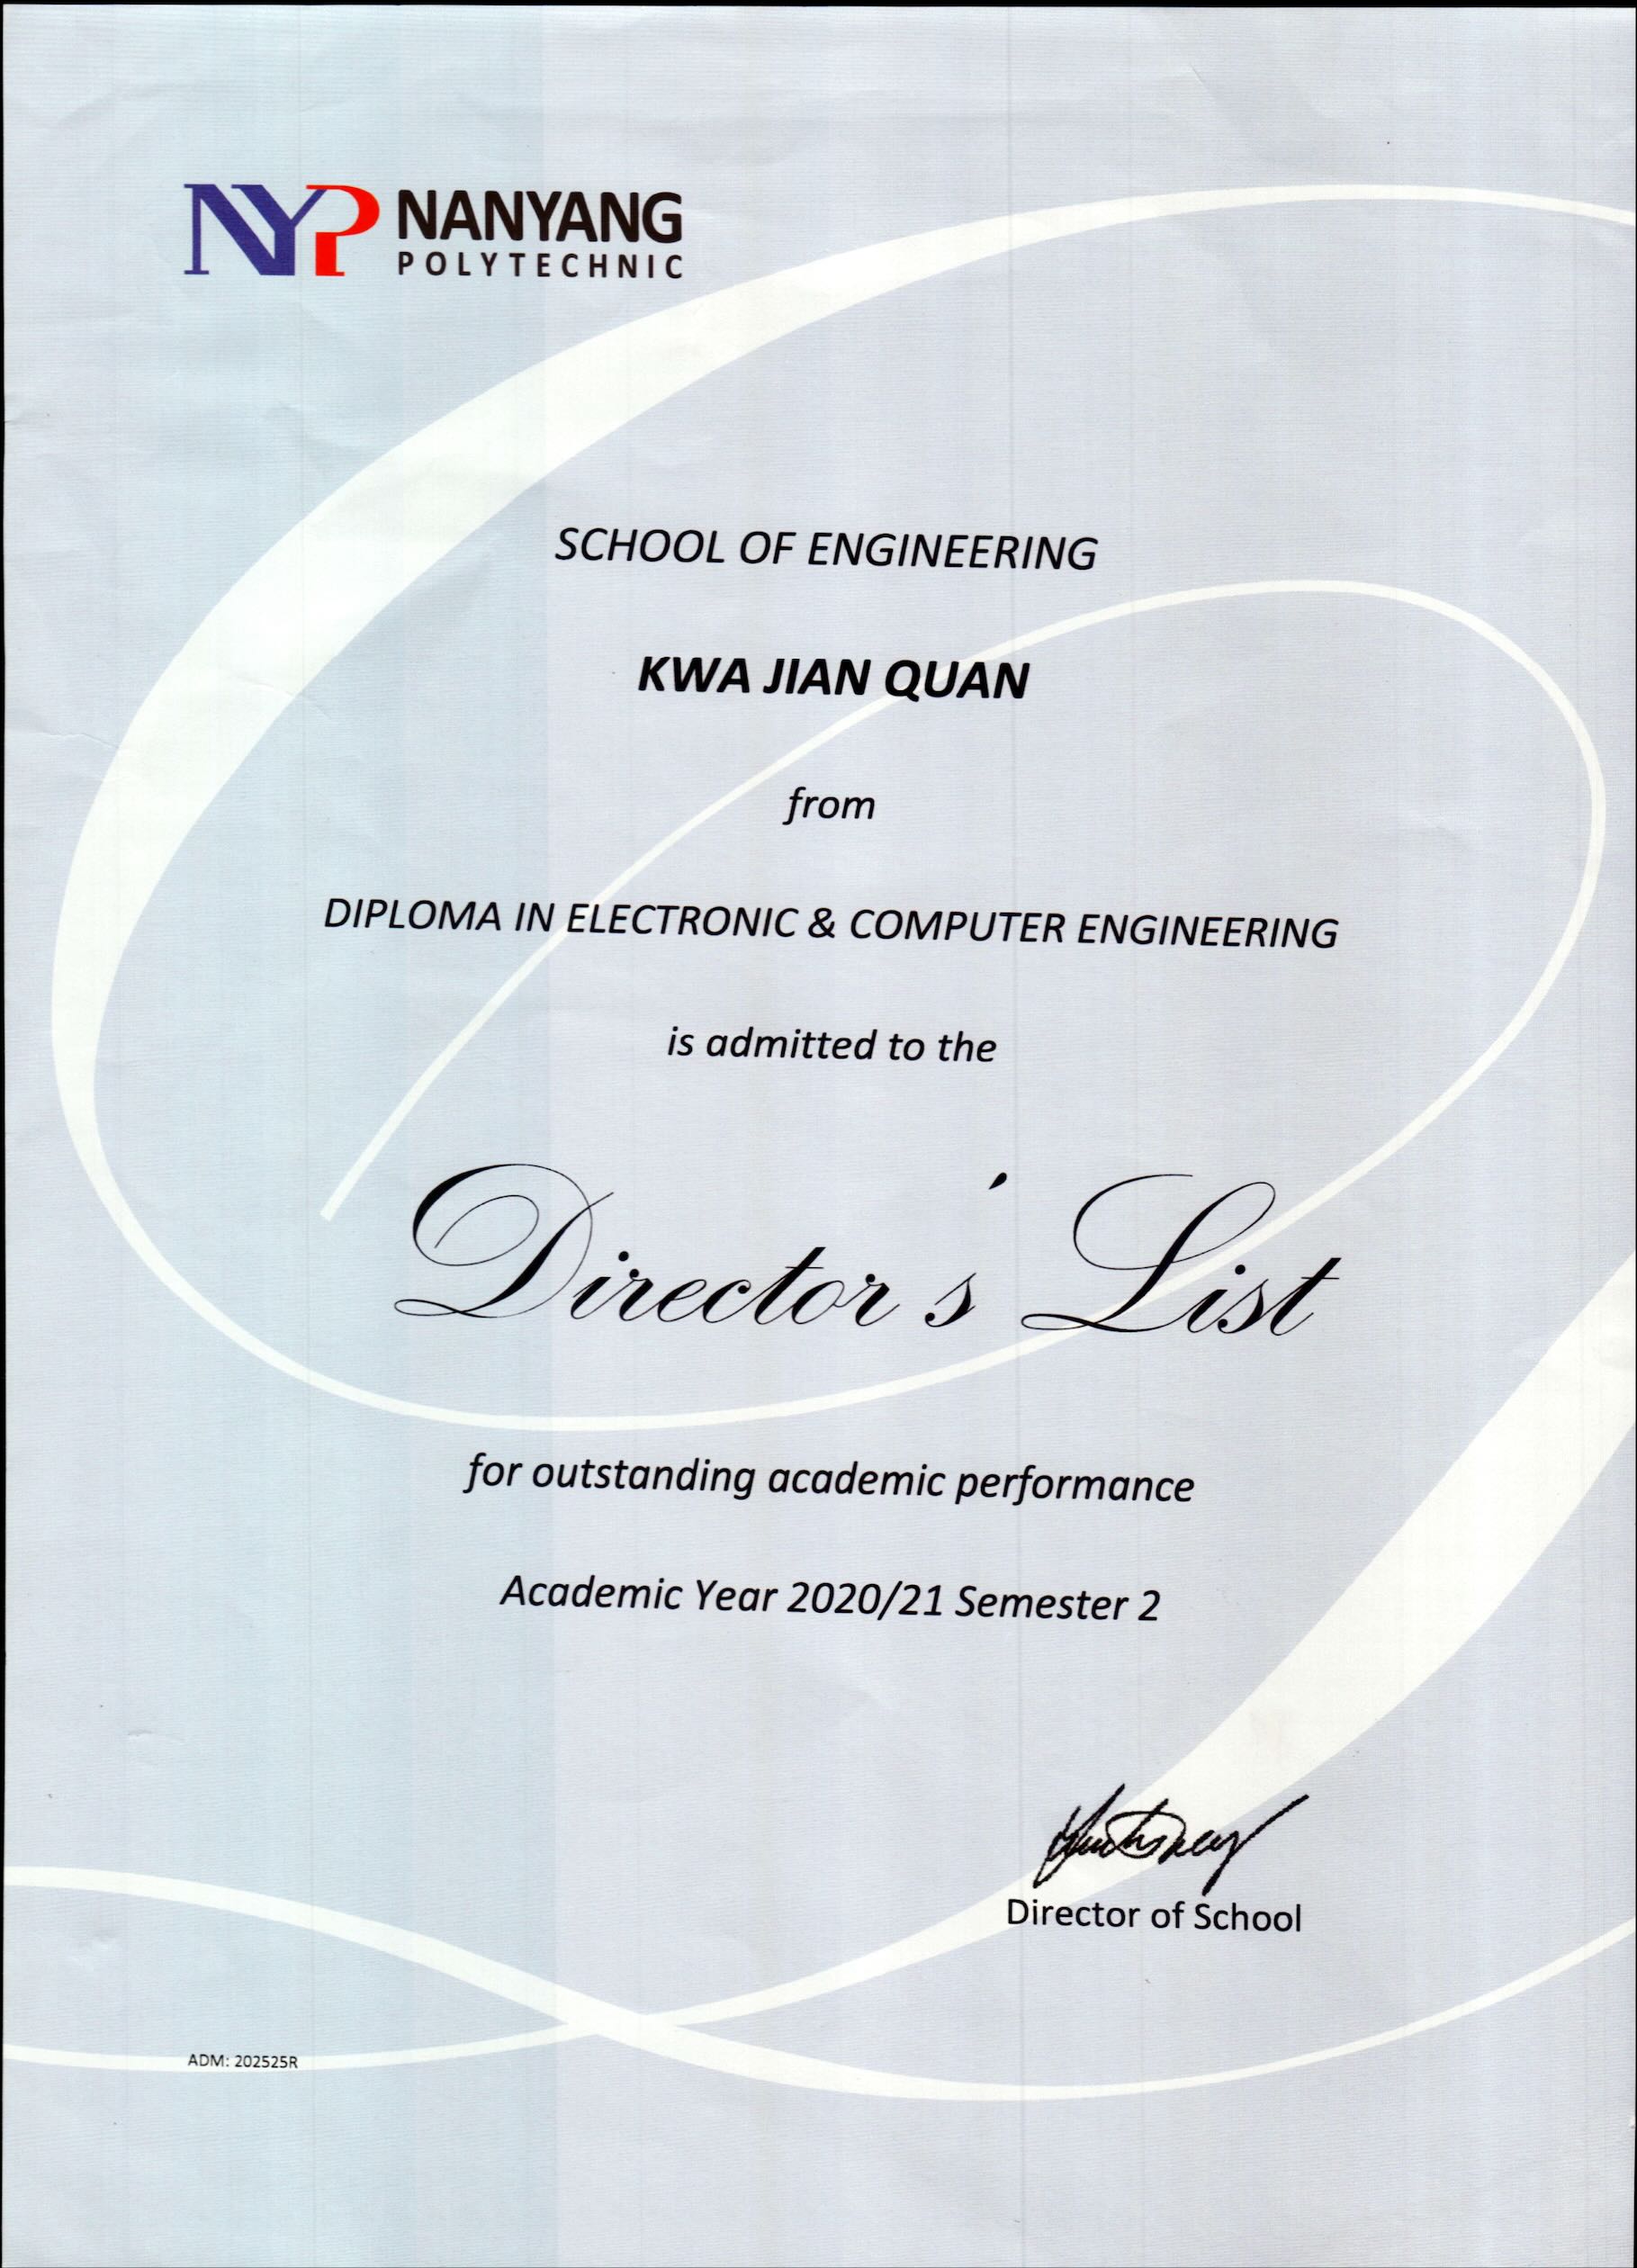 NYP NANYANG
POLYTECHNIC
SCHOOL OF ENGINEERING
KWA JIAN QUAN
from
DIPLOMA IN ELECTRONIC & COMPUTER ENGINEERING
is admitted to the
Director's List
for outstanding academic performance
Academic Year 2020/21 Semester 2
Director of School
ADM: 202525R